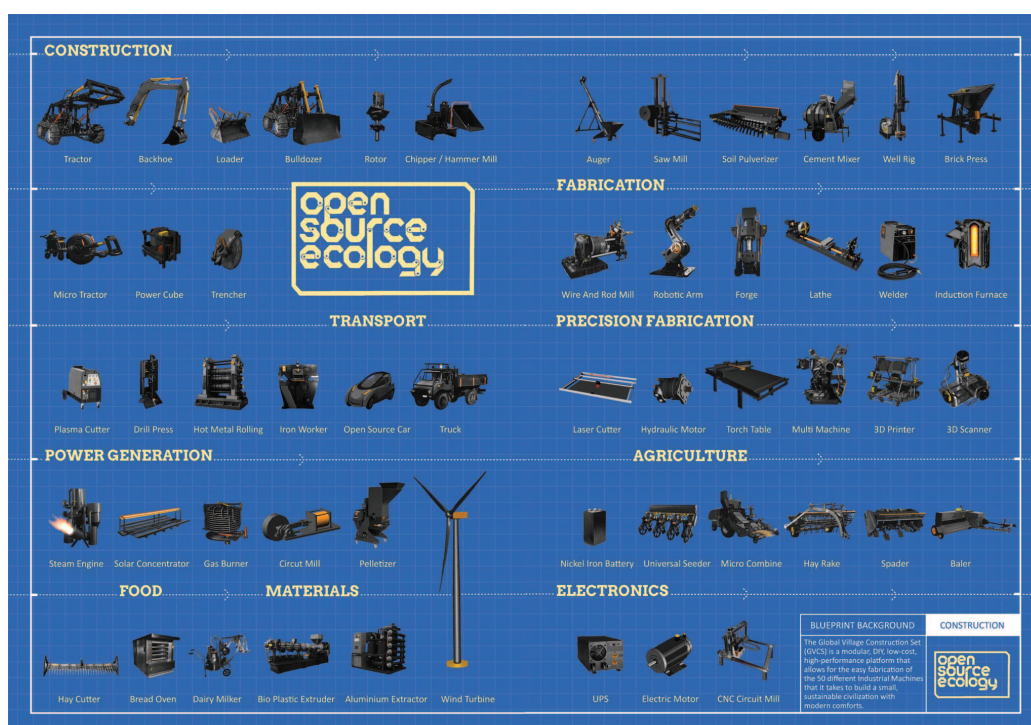 CONSTRUCTION
Tractor
Backhoe
Loader
Bulldozer
Rotor
Chipper / Hammer Mill
Auger
Saw Mill
Soil Pulverizer
Cement Mixer
Well Rig
Brick Press
open
source
ecology
FABRICATION
Micro Tractor
Power Cube
Trencher
Wire And Rod Mill
Robotic Arm
Forge
Lathe
Welder
Induction Furnace
TRANSPORT
PRECISION FABRICATION
Plasma Cutter
Drill Press
Hot Metal Rolling
Iron Worker
Open Source Car
Truck
Laser Cutter
Hydraulic Motor
Torch Table
Multi Machine
3D Printer
3D Scanner
POWER GENERATION
AGRICULTURE
Steam Engine
Solar Concentrator
Gas Burner
Circut Mill
Pelletizer
Nickel Iron Battery
Universal Seeder
Micro Combine
Hay Rake
Spader
Baler
FOOD
MATERIALS
ELECTRONICS
Hay Cutter
Bread Oven
Dairy Milker
Bio Plastic Extruder
Aluminium Extractor
Wind Turbine
UPS
Electric Motor
CNC Circuit Mill
BLUEPRINT BACKGROUND
The Global Village Construction Set
(GVCS) is a modular, DIY, low-cost,
high-performance platform that
allows for the easy fabrication of
the 50 different Industrial Machines
that it takes to build a small,
sustainable civilization with
modern comforts.
CONSTRUCTION
open
source
ecology